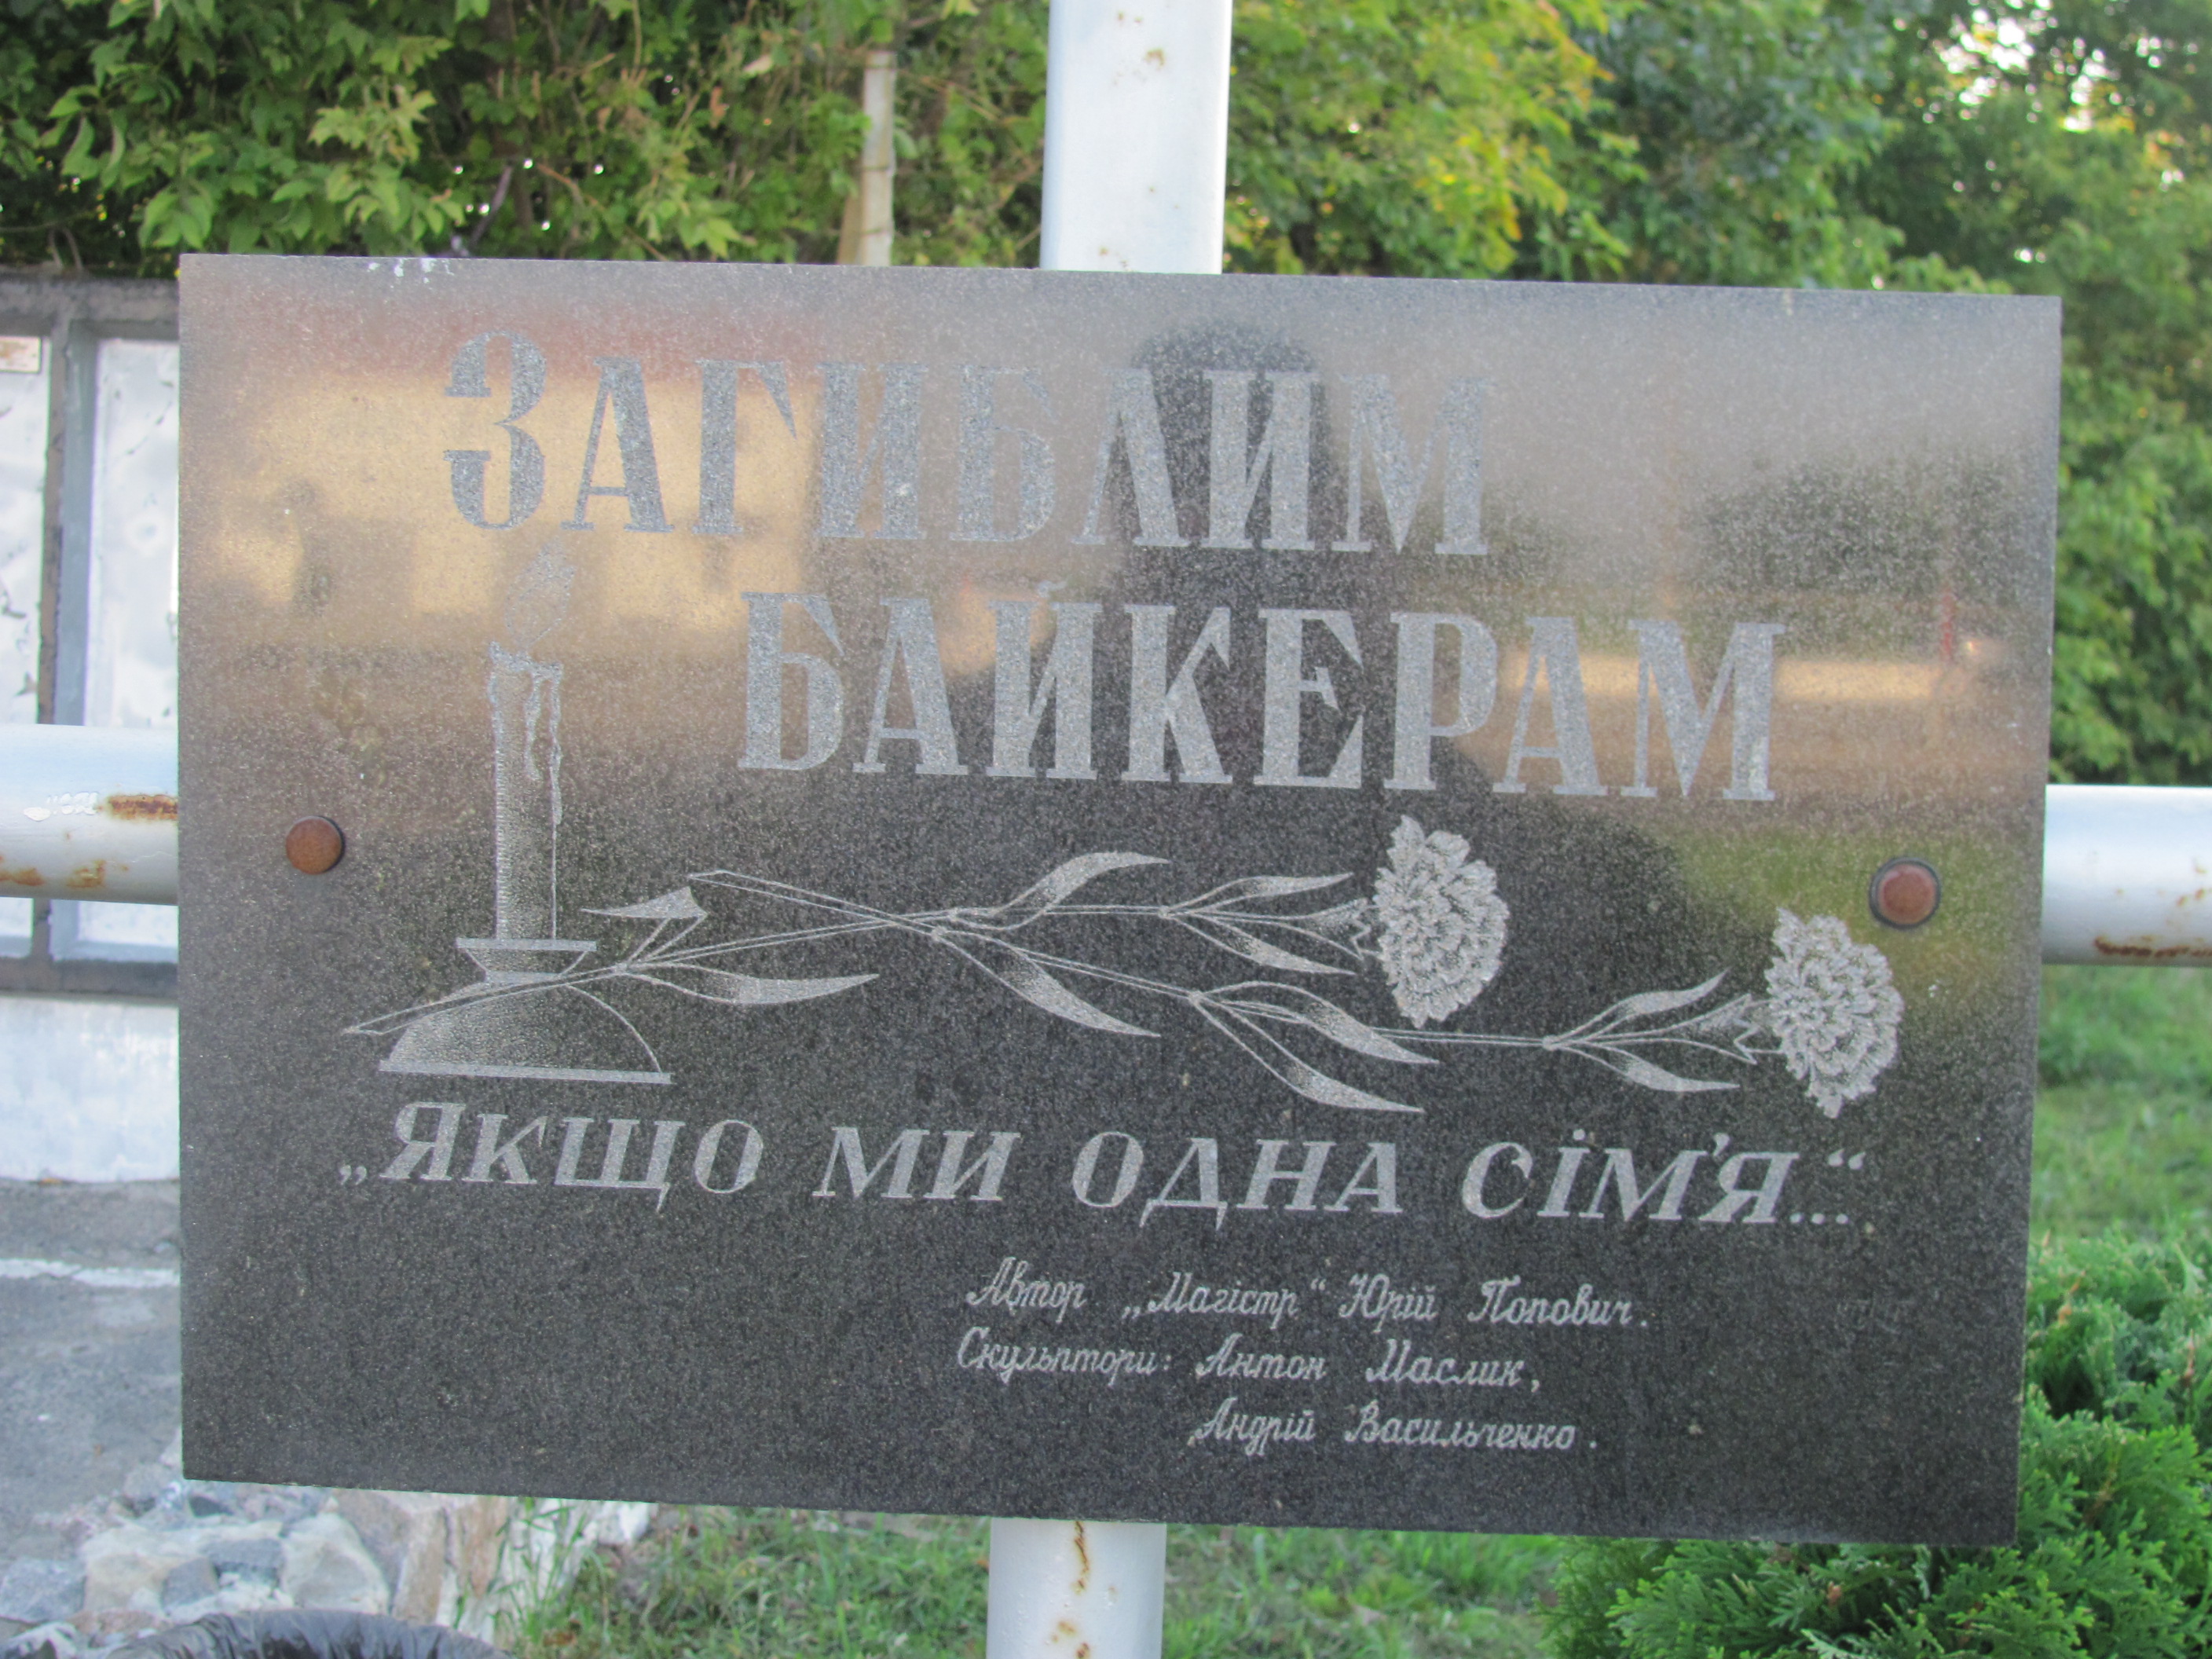 ЗАГИБЛИМ
БАЙКЕРАМ
„ЯКЩО МИ ОДНА СІМ'Я...“
Автор „Магістр“ Юрій Попович.
Скульптори: Антон Маслик,
Андрій Васильченко.